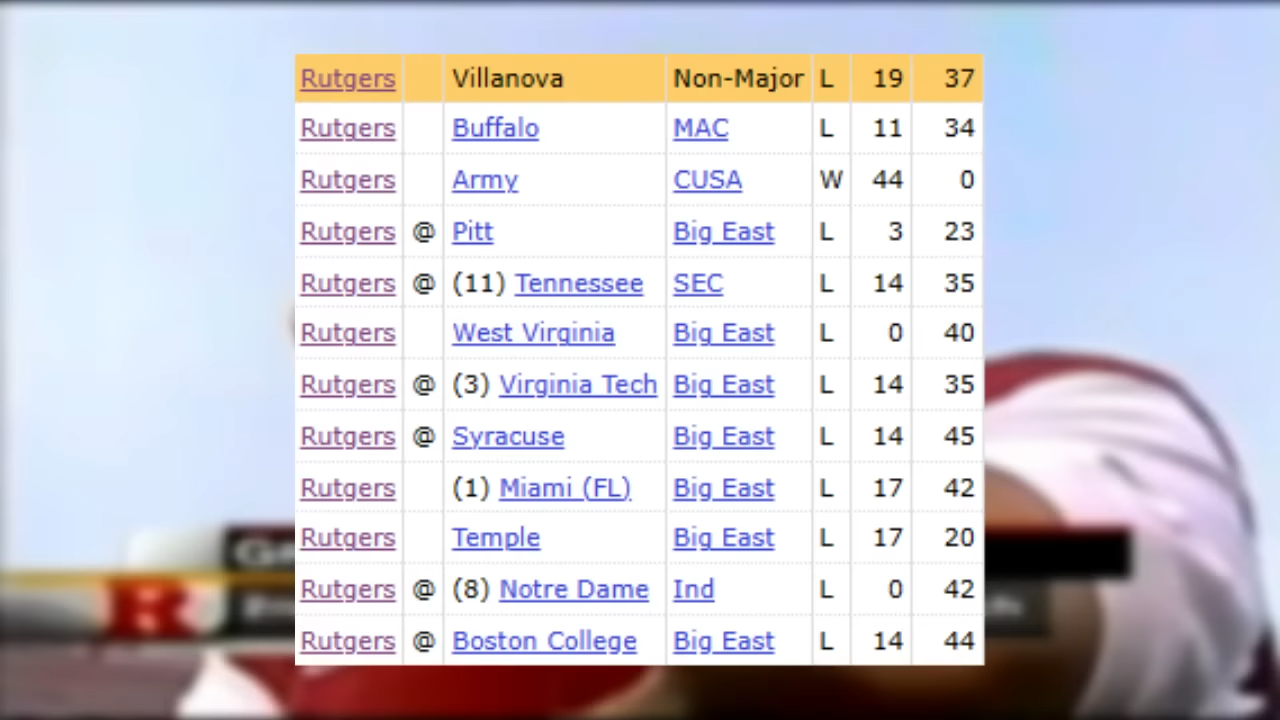 Rutgers Villanova Non-Major L 19 37
Rutgers Buffalo MAC L 11 34
Rutgers Army CUSA W 44 0
Rutgers @ Pitt Big East L 3 23
Rutgers @ (11) Tennessee SEC L 14 35
Rutgers West Virginia Big East L 0 40
Rutgers @ (3) Virginia Tech Big East L 14 35
Rutgers @ Syracuse Big East L 14 45
Rutgers (1) Miami (FL) Big East L 17 42
Rutgers Temple Big East L 17 20
Rutgers @ (8) Notre Dame Ind L 0 42
Rutgers @ Boston College Big East L 14 44
R